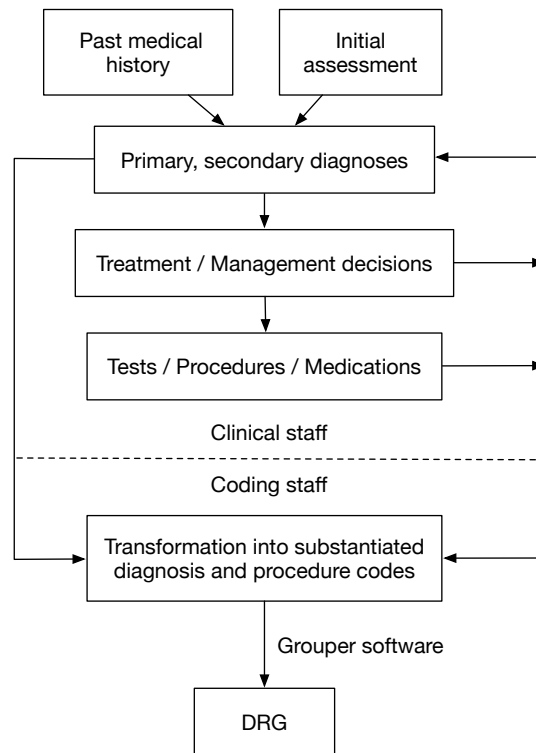 Past medical
history
Initial
assessment
Primary, secondary diagnoses
Treatment / Management decisions
Tests / Procedures / Medications
Clinical staff
Coding staff
Transformation into substantiated
diagnosis and procedure codes
Grouper software
DRG